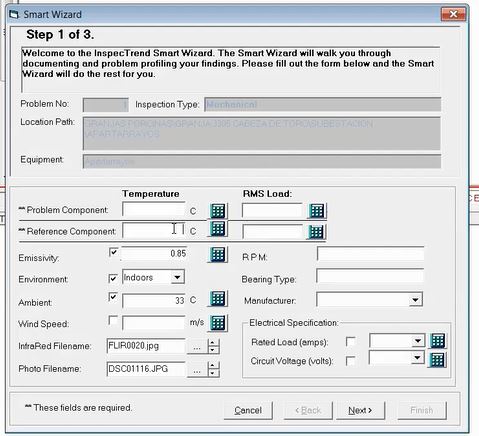 Smart Wizard
Step 1 of 3.
Welcome to the InspecTrend Smart Wizard. The Smart Wizard will walk you through
documenting and problem profiling your findings. Please fill out the form below and the Smart
Wizard will do the rest for you.
Problem No: 1 Inspection Type: Mechanical
Location Path: GRANJAS PORCINAS\GRANJA 3305 CABEZA DE TORO\SUBESTACION
\APARTARRAYOS
Equipment: Apartarrayos
Temperature RMS Load:
** Problem Component: C
** Reference Component: C
Emissivity: 0.85 R P M:
Environment: Indoors Bearing Type:
Ambient: 33 C Manufacturer:
Wind Speed: m/s Electrical Specification:
InfraRed Filename: FLIR0020.jpg ... Rated Load (amps):
Photo Filename: DSC01116.JPG ... Circuit Voltage (volts):
** These fields are required. Cancel < Back Next > Finish